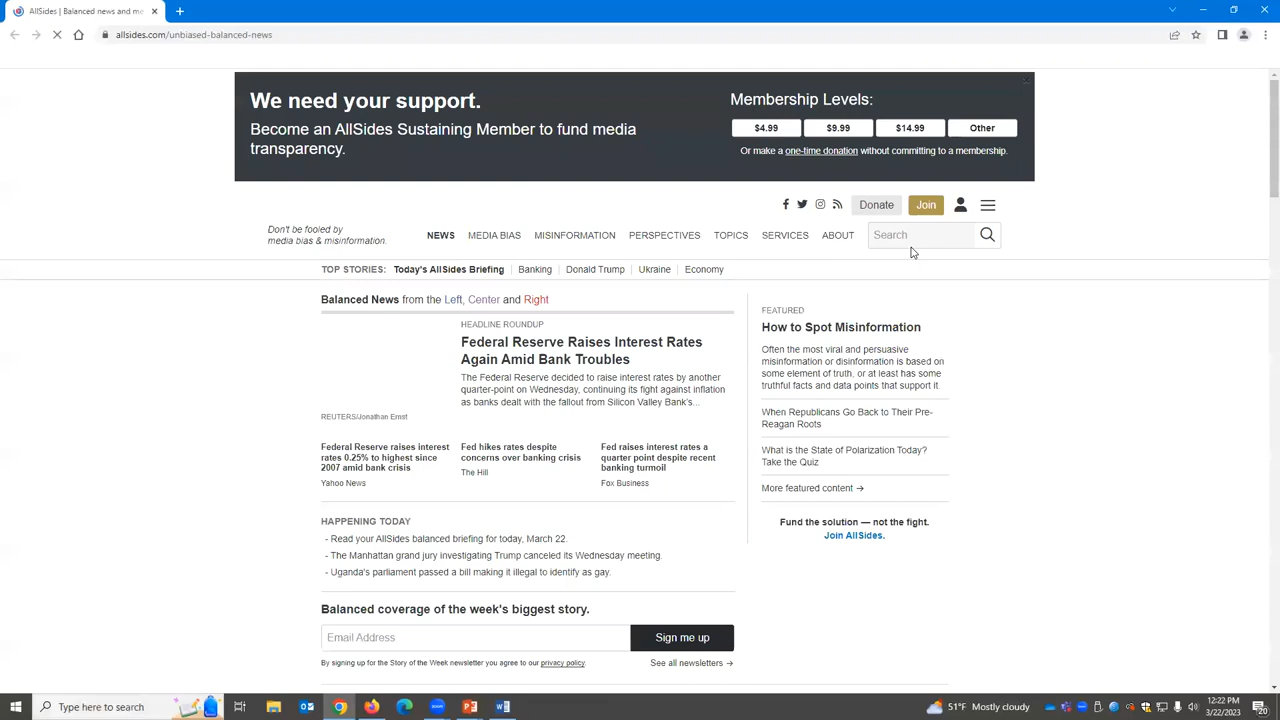 AllSides | Balanced news and me
allsides.com/unbiased-balanced-news
We need your support.
Become an AllSides Sustaining Member to fund media
transparency.
Membership Levels:
$4.99 $9.99 $14.99 Other
Or make a one-time donation without committing to a membership.
Donate Join
Don't be fooled by
media bias & misinformation.
NEWS MEDIA BIAS MISINFORMATION PERSPECTIVES TOPICS SERVICES ABOUT Search
TOP STORIES: Today's AllSides Briefing Banking Donald Trump Ukraine Economy
Balanced News from the Left, Center and Right
HEADLINE ROUNDUP
Federal Reserve Raises Interest Rates
Again Amid Bank Troubles
The Federal Reserve decided to raise interest rates by another
quarter-point on Wednesday, continuing its fight against inflation
as banks dealt with the fallout from Silicon Valley Bank's...
REUTERS/Jonathan Ernst
Federal Reserve raises interest
rates 0.25% to highest since
2007 amid bank crisis
Yahoo News
Fed hikes rates despite
concerns over banking crisis
The Hill
Fed raises interest rates a
quarter point despite recent
banking turmoil
Fox Business
HAPPENING TODAY
- Read your AllSides balanced briefing for today, March 22.
- The Manhattan grand jury investigating Trump canceled its Wednesday meeting.
- Uganda's parliament passed a bill making it illegal to identify as gay.
Balanced coverage of the week's biggest story.
Email Address Sign me up
By signing up for the Story of the Week newsletter you agree to our privacy policy.
See all newsletters →
FEATURED
How to Spot Misinformation
Often the most viral and persuasive
misinformation or disinformation is based on
some element of truth, or at least has some
truthful facts and data points that support it
When Republicans Go Back to Their Pre-
Reagan Roots
What is the State of Polarization Today?
Take the Quiz
More featured content →
Fund the solution — not the fight.
Join AllSides.
Type here to search
51°F Mostly cloudy
12:22 PM
3/22/2023
20